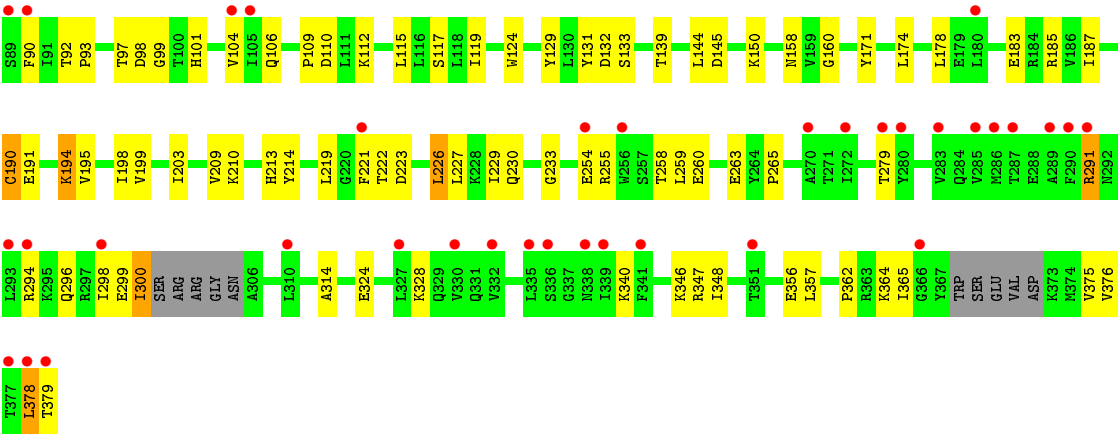 S89 F90 I91 T92 P93 T97 D98 G99 T100 H101 V104 I105 Q106 P109 D110 L111 K112 L115 L116 S117 L118 I119 W124 Y129 L130 Y131 D132 S133 T139 L144 D145 K150 N158 V159 G160 Y171 L174 L178 E179 L180 E183 R184 R185 V186 I187
C190 E191 K194 V195 I198 V199 I203 V209 K210 H213 Y214 L219 G220 F221 T222 D223 L226 L227 K228 I229 Q230 G233 E254 R255 W256 S257 T258 L259 E260 E263 Y264 P265 A270 T271 I272 T279 Y280 V283 Q284 V285 M286 T287 E288 A289 F290 R291 N292
L293 R294 K295 Q296 R297 I298 E299 I300 SER ARG ARG GLY ASN A306 L310 A314 E324 L327 K328 Q329 V330 Q331 V332 L335 S336 G337 N338 I339 K340 F341 K346 R347 I348 T351 E356 L357 P362 R363 K364 I365 G366 Y367 TRP SER GLU VAL ASP K373 M374 V375 V376
T377 L378 T379